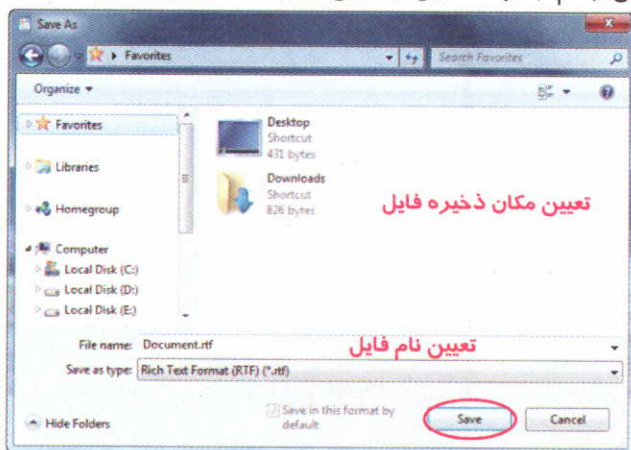 Save As
Favorites
Search Favorites
Organize
Favorites
Desktop
Shortcut
431 bytes
Libraries
Downloads
Shortcut
826 bytes
تعیین مکان ذخیره فایل
Homegroup
Computer
Local Disk (C:)
Local Disk (D:)
Local Disk (E:)
File name: Document.rtf تعیین نام فایل
Save as type: Rich Text Format (RTF) (*.rtf)
Hide Folders
Save in this format by
default
Save
Cancel